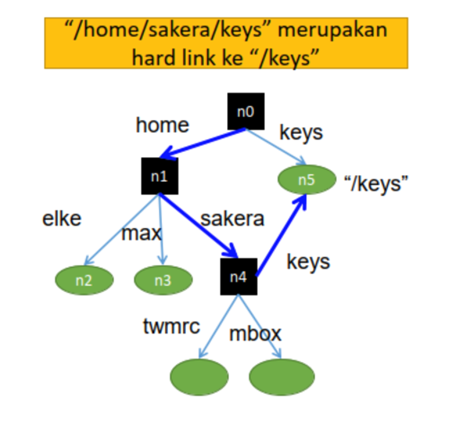 “/home/sakera/keys” merupakan
hard link ke “/keys”
n0
home
keys
n1
n5
“/keys”
elke
max
sakera
keys
n2
n3
n4
twmrc
mbox